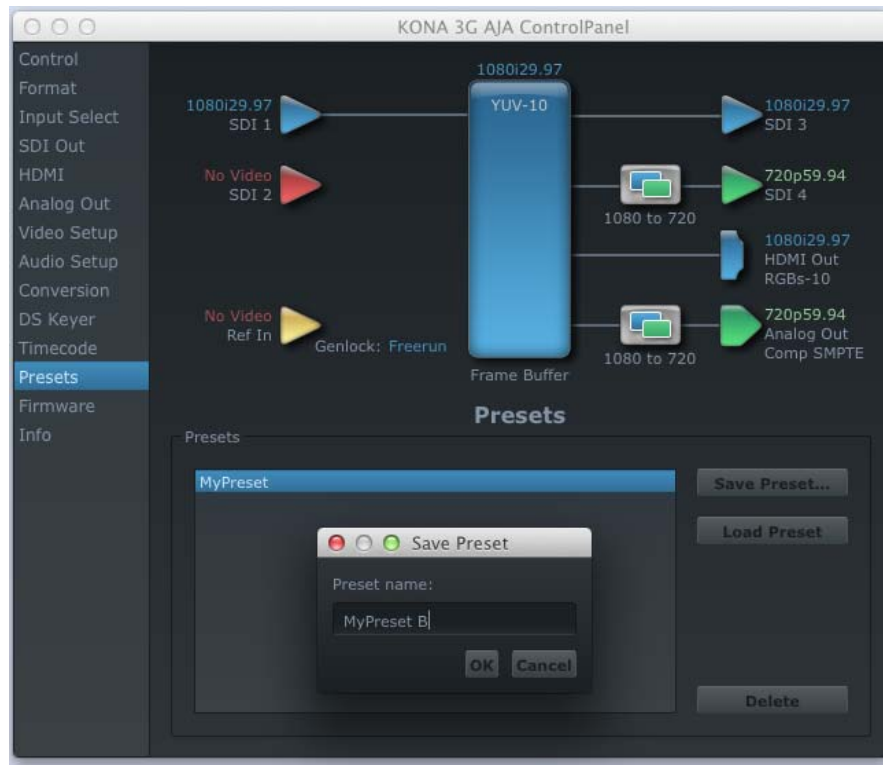 KONA 3G AJA ControlPanel
Control
Format
Input Select
SDI Out
HDMI
Analog Out
Video Setup
Audio Setup
Conversion
DS Keyer
Timecode
Presets
Firmware
Info
1080i29.97
YUV-10
1080i29.97
SDI 1
No Video
SDI 2
No Video
Ref In
Genlock: Freerun
Frame Buffer
1080i29.97
SDI 3
720p59.94
SDI 4
1080 to 720
1080i29.97
HDMI Out
RGBs-10
720p59.94
Analog Out
Comp SMPTE
1080 to 720
Presets
Presets
MyPreset
Save Preset...
Load Preset
Delete
Save Preset
Preset name:
MyPreset B
OK
Cancel